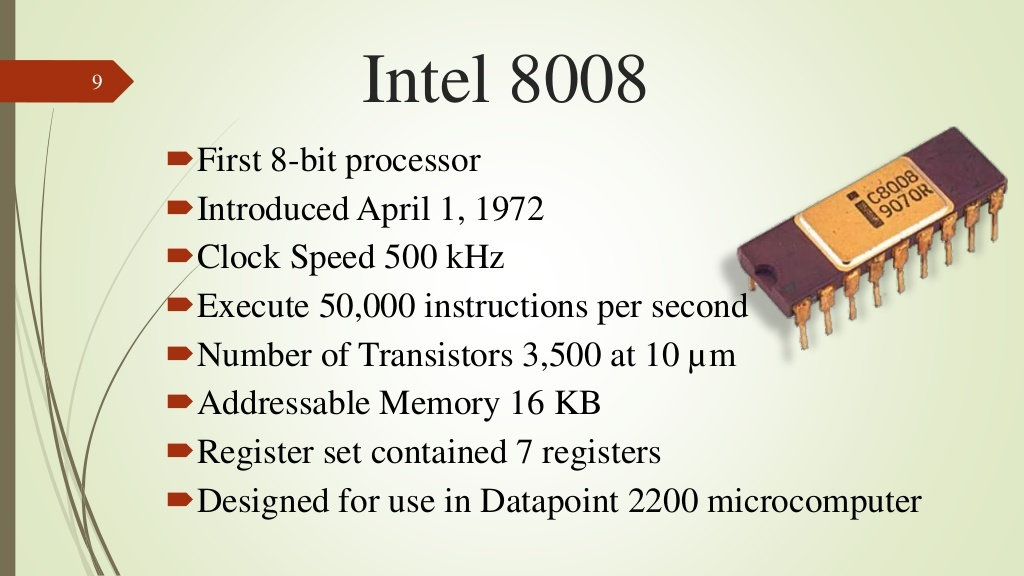 9
Intel 8008
First 8-bit processor
Introduced April 1, 1972
Clock Speed 500 kHz
Execute 50,000 instructions per second
Number of Transistors 3,500 at 10 µm
Addressable Memory 16 KB
Register set contained 7 registers
Designed for use in Datapoint 2200 microcomputer
C8008
9070R